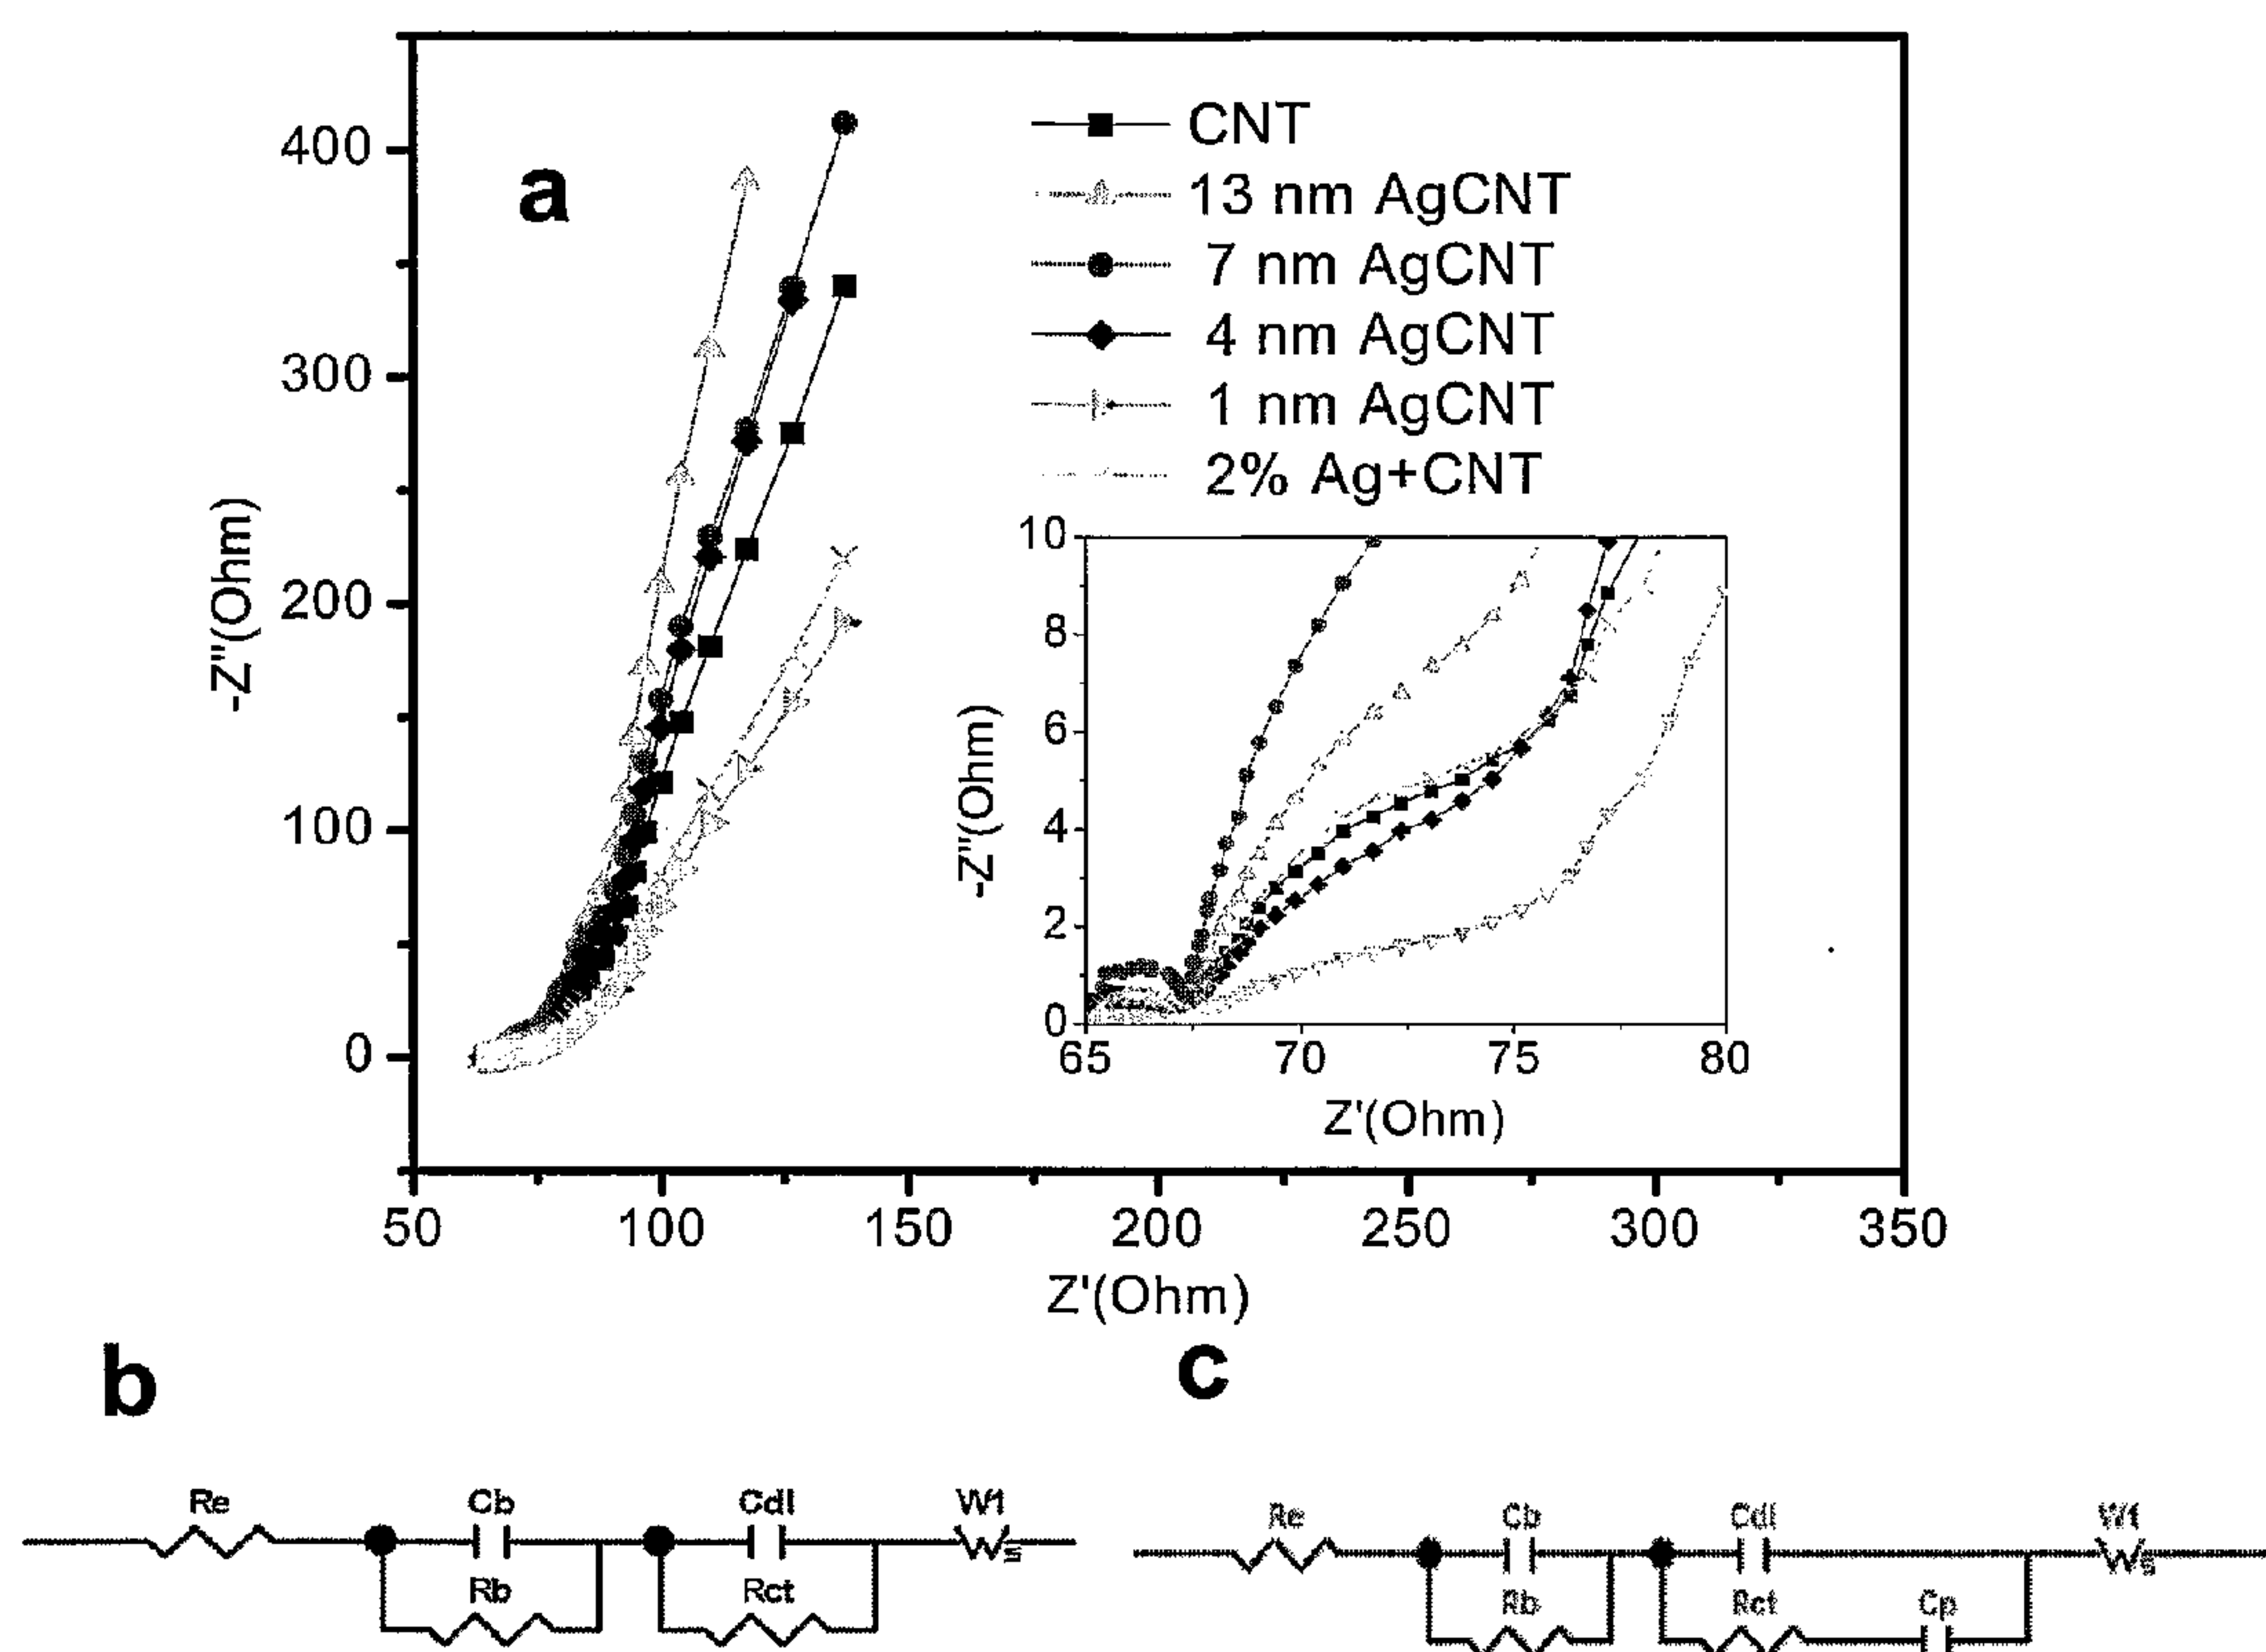 a
400
300
200
100
0
-Z"(Ohm)
CNT
13 nm AgCNT
7 nm AgCNT
4 nm AgCNT
1 nm AgCNT
2% Ag+CNT
10
8
6
4
2
0
-Z"(Ohm)
65 70 75 80
Z'(Ohm)
50 100 150 200 250 300 350
Z'(Ohm)
b
Re Cb Cdl W1
Rb Rct
c
Re Cb Cdl W1
Rb Rct Cp